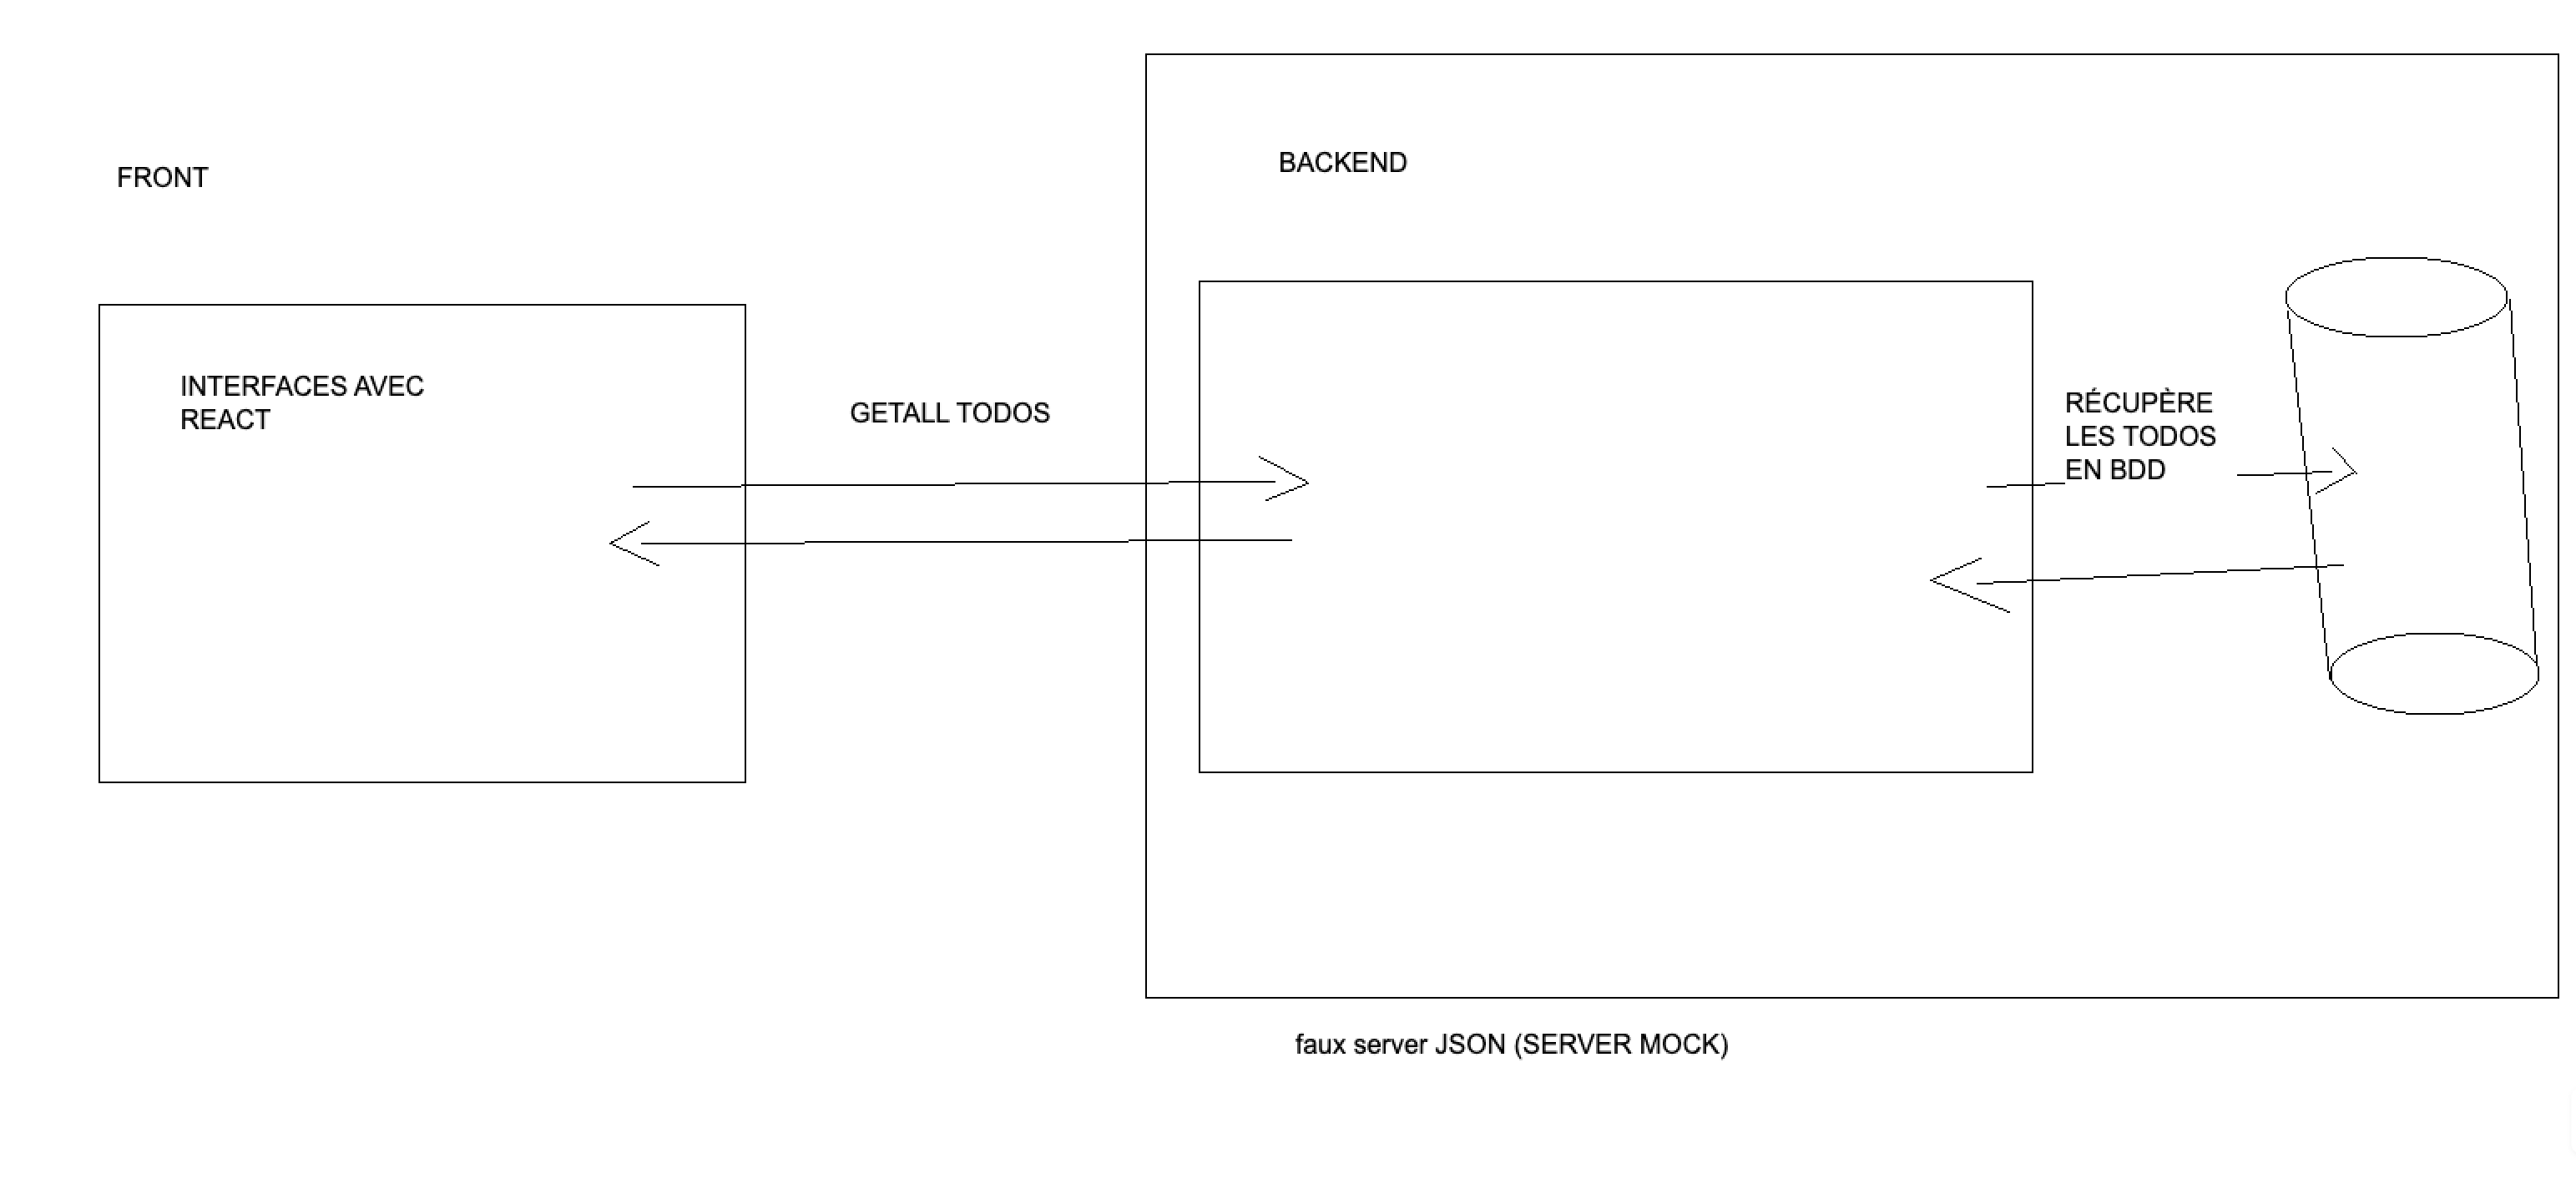 FRONT
BACKEND
INTERFACES AVEC
REACT
GETALL TODOS
RÉCUPÈRE
LES TODOS
EN BDD
faux server JSON (SERVER MOCK)